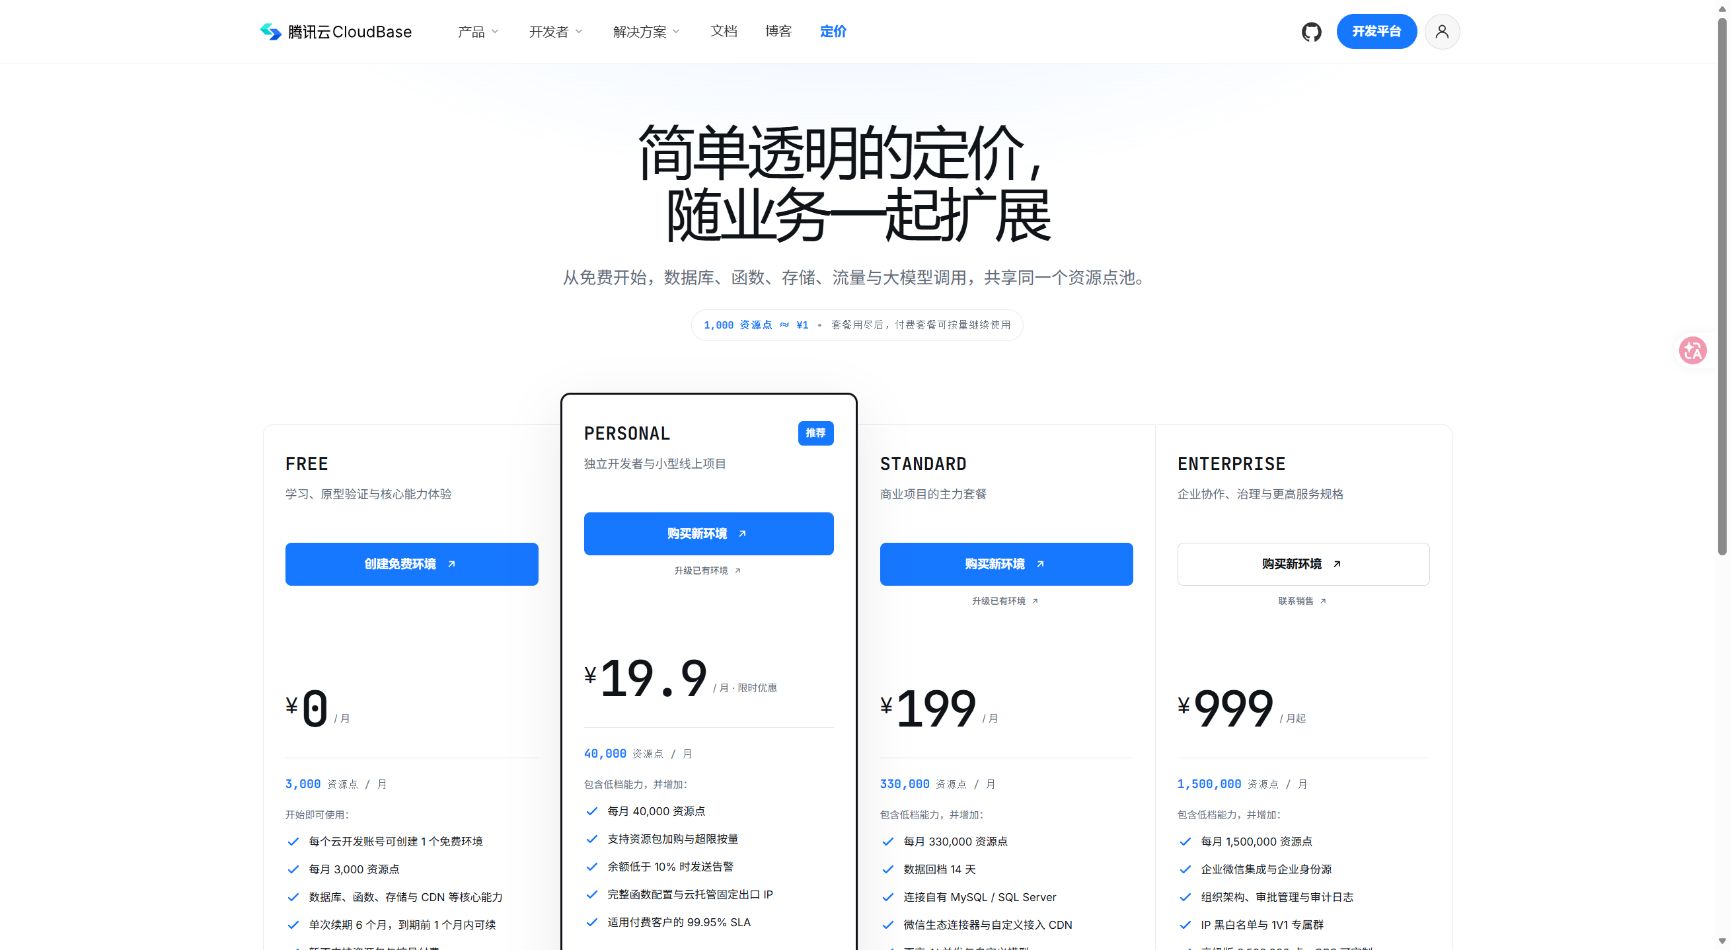 腾讯云CloudBase
产品
开发者
解决方案
文档
博客
定价
开发平台
简单透明的定价，
随业务一起扩展
从免费开始，数据库、函数、存储、流量与大模型调用，共享同一个资源点池。
1,000 资源点 ≈ ¥1 • 套餐用尽后，付费套餐可按量继续使用
FREE
学习、原型验证与核心能力体验
创建免费环境 ↗
¥0 / 月
3,000 资源点 / 月
开始即可使用：
每个云开发账号可创建 1 个免费环境
每月 3,000 资源点
数据库、函数、存储与 CDN 等核心能力
单次续期 6 个月，到期前 1 个月内可续
PERSONAL
推荐
独立开发者与小型线上项目
购买新环境 ↗
升级已有环境 ↗
¥19.9 / 月 · 限时优惠
40,000 资源点 / 月
包含低档能力，并增加：
每月 40,000 资源点
支持资源包加购与超限按量
余额低于 10% 时发送告警
完整函数配置与云托管固定出口 IP
适用付费客户的 99.95% SLA
STANDARD
商业项目的主力套餐
购买新环境 ↗
升级已有环境 ↗
¥199 / 月
330,000 资源点 / 月
包含低档能力，并增加：
每月 330,000 资源点
数据回档 14 天
连接自有 MySQL / SQL Server
微信生态连接器与自定义接入 CDN
ENTERPRISE
企业协作、治理与更高服务规格
购买新环境 ↗
联系销售 ↗
¥999 / 月起
1,500,000 资源点 / 月
包含低档能力，并增加：
每月 1,500,000 资源点
企业微信集成与企业身份源
组织架构、审批管理与审计日志
IP 黑白名单与 1V1 专属群